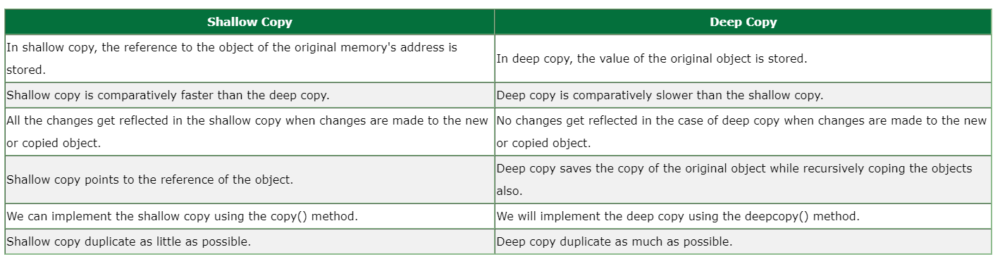 Shallow Copy
Deep Copy
In shallow copy, the reference to the object of the original memory's address is
stored.
In deep copy, the value of the original object is stored.
Shallow copy is comparatively faster than the deep copy.
Deep copy is comparatively slower than the shallow copy.
All the changes get reflected in the shallow copy when changes are made to the new
or copied object.
No changes get reflected in the case of deep copy when changes are made to the new
or copied object.
Shallow copy points to the reference of the object.
Deep copy saves the copy of the original object while recursively coping the objects
also.
We can implement the shallow copy using the copy() method.
We will implement the deep copy using the deepcopy() method.
Shallow copy duplicate as little as possible.
Deep copy duplicate as much as possible.